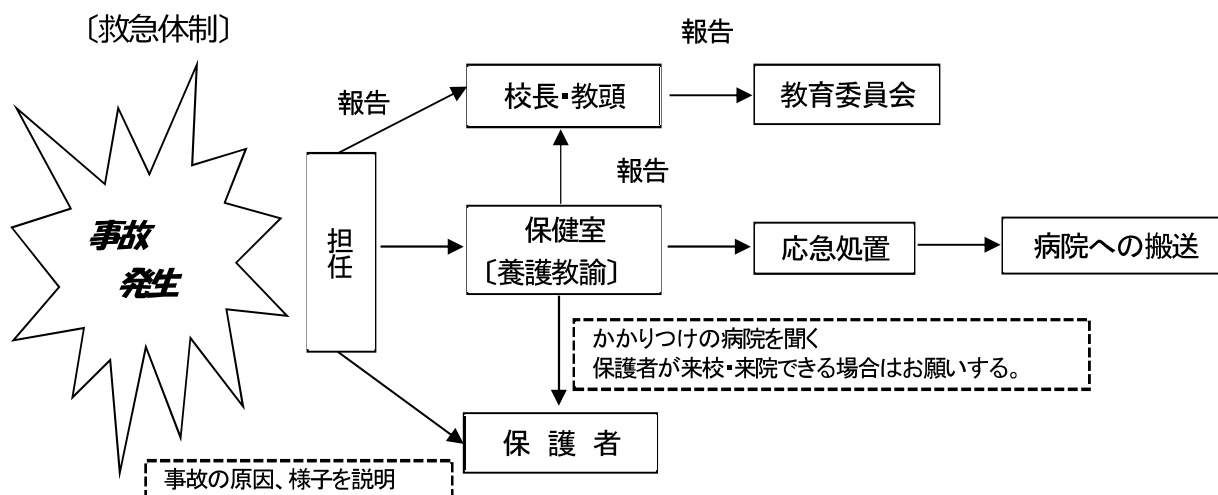 〔救急体制〕
報告
校長・教頭
教育委員会
報告
報告
事故
発生
担任
保健室
〔養護教諭〕
応急処置
病院への搬送
かかりつけの病院を聞く
保護者が来校・来院できる場合はお願いする。
保 護 者
事故の原因、様子を説明